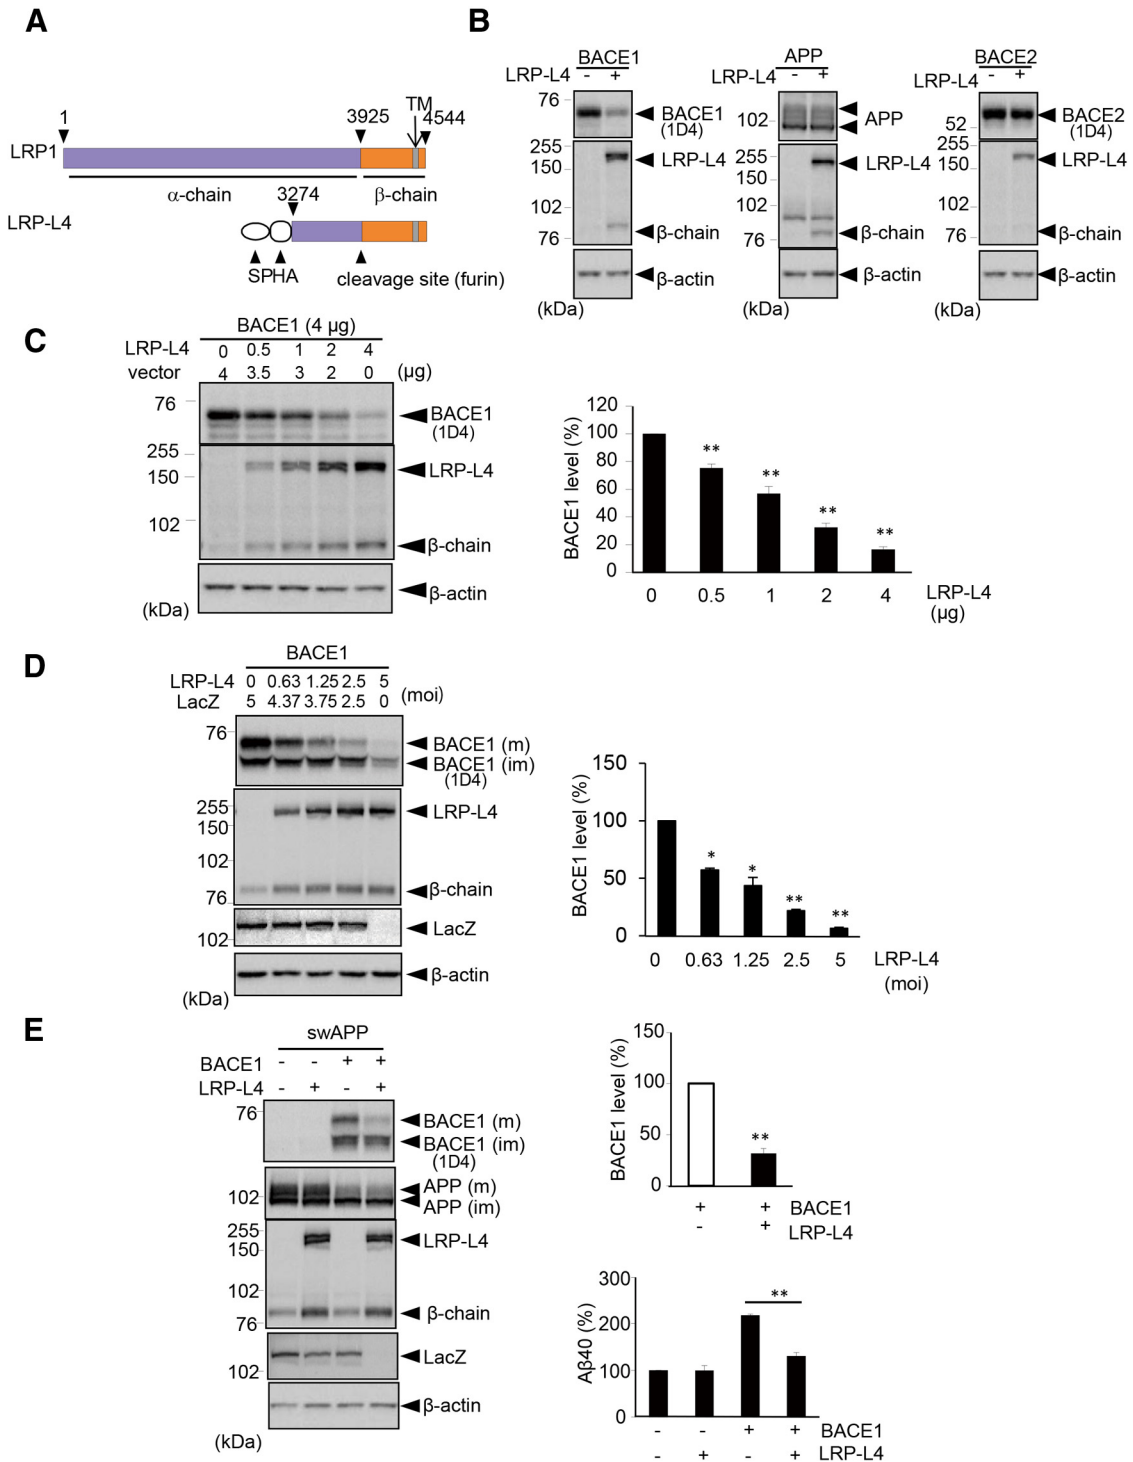 A
1
3925
TM
4544
LRP1
α-chain
β-chain
3274
LRP-L4
SPHA
cleavage site (furin)
B
BACE1
LRP-L4 - +
76
BACE1
(1D4)
255
150
LRP-L4
102
76
β-chain
β-actin
(kDa)
APP
LRP-L4 - +
102
APP
255
150
LRP-L4
102
76
β-chain
β-actin
(kDa)
BACE2
LRP-L4 - +
52
BACE2
(1D4)
255
150
LRP-L4
102
76
β-chain
β-actin
(kDa)
C
BACE1 (4 μg)
LRP-L4 0 0.5 1 2 4
vector 4 3.5 3 2 0 (μg)
76
BACE1
(1D4)
255
150
LRP-L4
102
β-chain
β-actin
(kDa)
BACE1 level (%)
120
100
80
60
40
20
0
** ** ** **
0 0.5 1 2 4 LRP-L4
(μg)
D
BACE1
LRP-L4 0 0.63 1.25 2.5 5
LacZ 5 4.37 3.75 2.5 0 (moi)
76
BACE1 (m)
BACE1 (im)
(1D4)
255
150
LRP-L4
102
76
β-chain
LacZ
102
β-actin
(kDa)
BACE1 level (%)
150
100
50
0
* * ** **
0 0.63 1.25 2.5 5 LRP-L4
(moi)
E
swAPP
BACE1 - - + +
LRP-L4 - + - +
76
BACE1 (m)
BACE1 (im)
(1D4)
102
APP (m)
APP (im)
255
150
LRP-L4
102
76
β-chain
LacZ
102
β-actin
(kDa)
BACE1 level (%)
150
100
50
0
**
+ + BACE1
- + LRP-L4
Aβ40 (%)
300
200
100
0
**
- - + + BACE1
- + - + LRP-L4